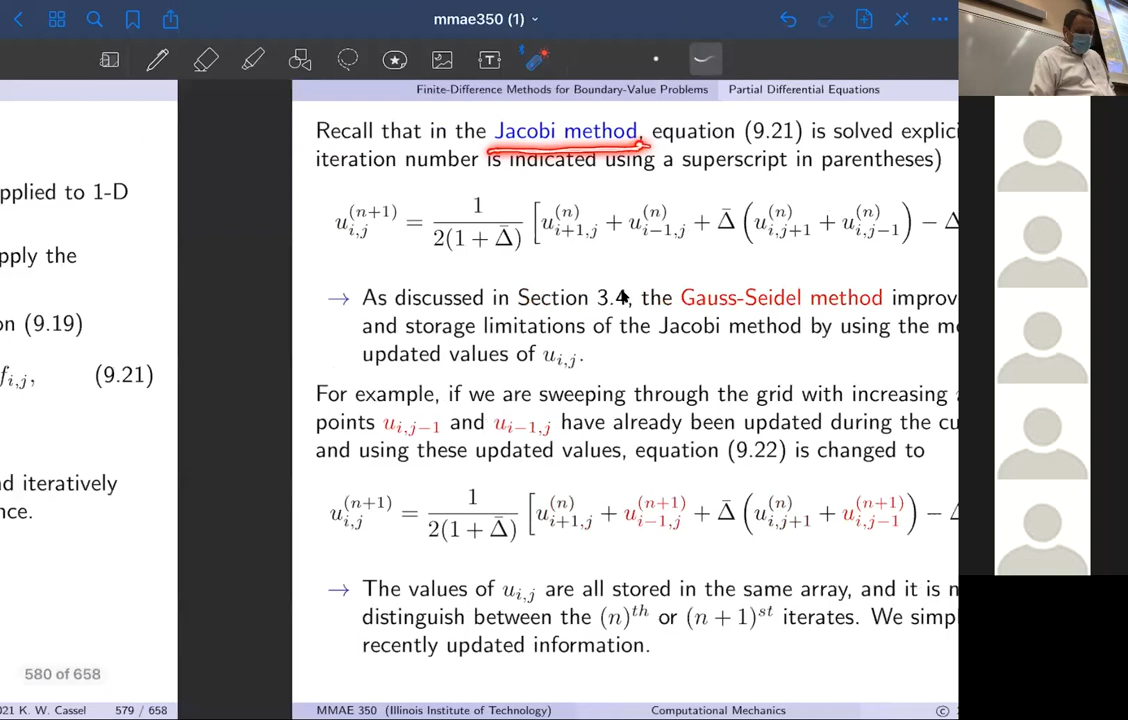 mmae350 (1)
Finite-Difference Methods for Boundary-Value Problems Partial Differential Equations
Recall that in the Jacobi method, equation (9.21) is solved explici
iteration number is indicated using a superscript in parentheses)
u_{i,j}^{(n+1)} = \frac{1}{2(1 + \bar{Δ})} [ u_{i+1,j}^{(n)} + u_{i-1,j}^{(n)} + \bar{Δ} ( u_{i,j+1}^{(n)} + u_{i,j-1}^{(n)} ) − Δ
→ As discussed in Section 3.4, the Gauss-Seidel method improv
and storage limitations of the Jacobi method by using the m
updated values of u_{i,j}.
For example, if we are sweeping through the grid with increasing
points u_{i,j-1} and u_{i-1,j} have already been updated during the cu
and using these updated values, equation (9.22) is changed to
u_{i,j}^{(n+1)} = \frac{1}{2(1 + \bar{Δ})} [ u_{i+1,j}^{(n)} + u_{i-1,j}^{(n+1)} + \bar{Δ} ( u_{i,j+1}^{(n)} + u_{i,j-1}^{(n+1)} ) − Δ
→ The values of u_{i,j} are all stored in the same array, and it is n
distinguish between the (n)^{th} or (n + 1)^{st} iterates. We simp
recently updated information.
MMAE 350 (Illinois Institute of Technology) Computational Mechanics ©
pplied to 1-D
pply the
on (9.19)
f_{i,j}, (9.21)
nd iteratively
nce.
580 of 658
021 K. W. Cassel 579 / 658